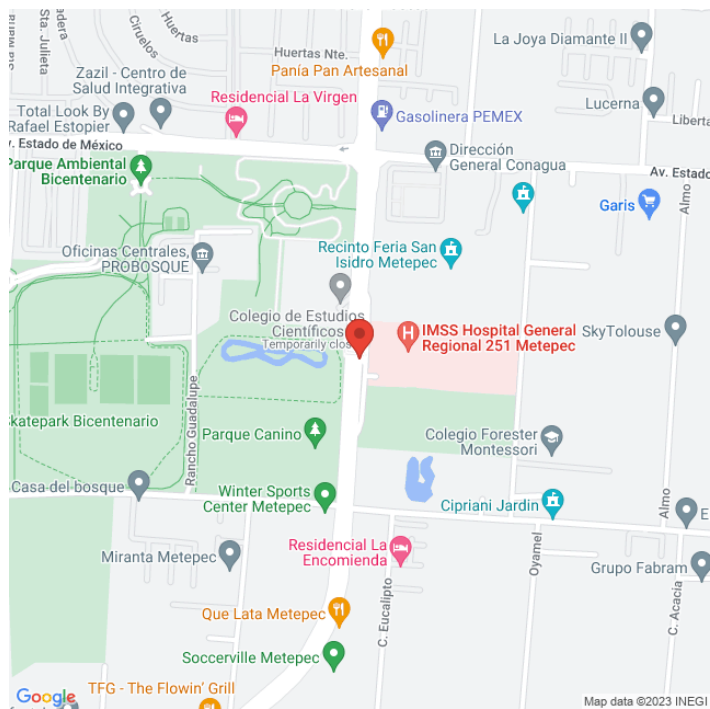 adera
Ciruelos
Huertas
Sta. Julieta
Huertas Nte.
Panía Pan Artesanal
La Joya Diamante II
Zazil - Centro de
Salud Integrativa
Residencial La Virgen
Total Look By
Rafael Estopier
Gasolinera PEMEX
Lucerna
Libert
v. Estado de México
Parque Ambiental
Bicentenario
Dirección
General Conagua
Av. Estado
Garis
Almo
Oficinas Centrales,
PROBOSQUE
Recinto Feria San
Isidro Metepec
Colegio de Estudios
Científicos
Temporarily clos
IMSS Hospital General
Regional 251 Metepec
SkyTolouse
Rancho Guadalupe
Skatepark Bicentenario
Parque Canino
Colegio Forester
Montessori
Casa del bosque
Winter Sports
Center Metepec
Cipriani Jardin
Almo
E
Miranta Metepec
Residencial La
Encomienda
Oyamel
Grupo Fabram
C. Eucalipto
C. Acacia
Que Lata Metepec
Soccerville Metepec
TFG - The Flowin' Grill
Google
Map data ©2023 INEGI